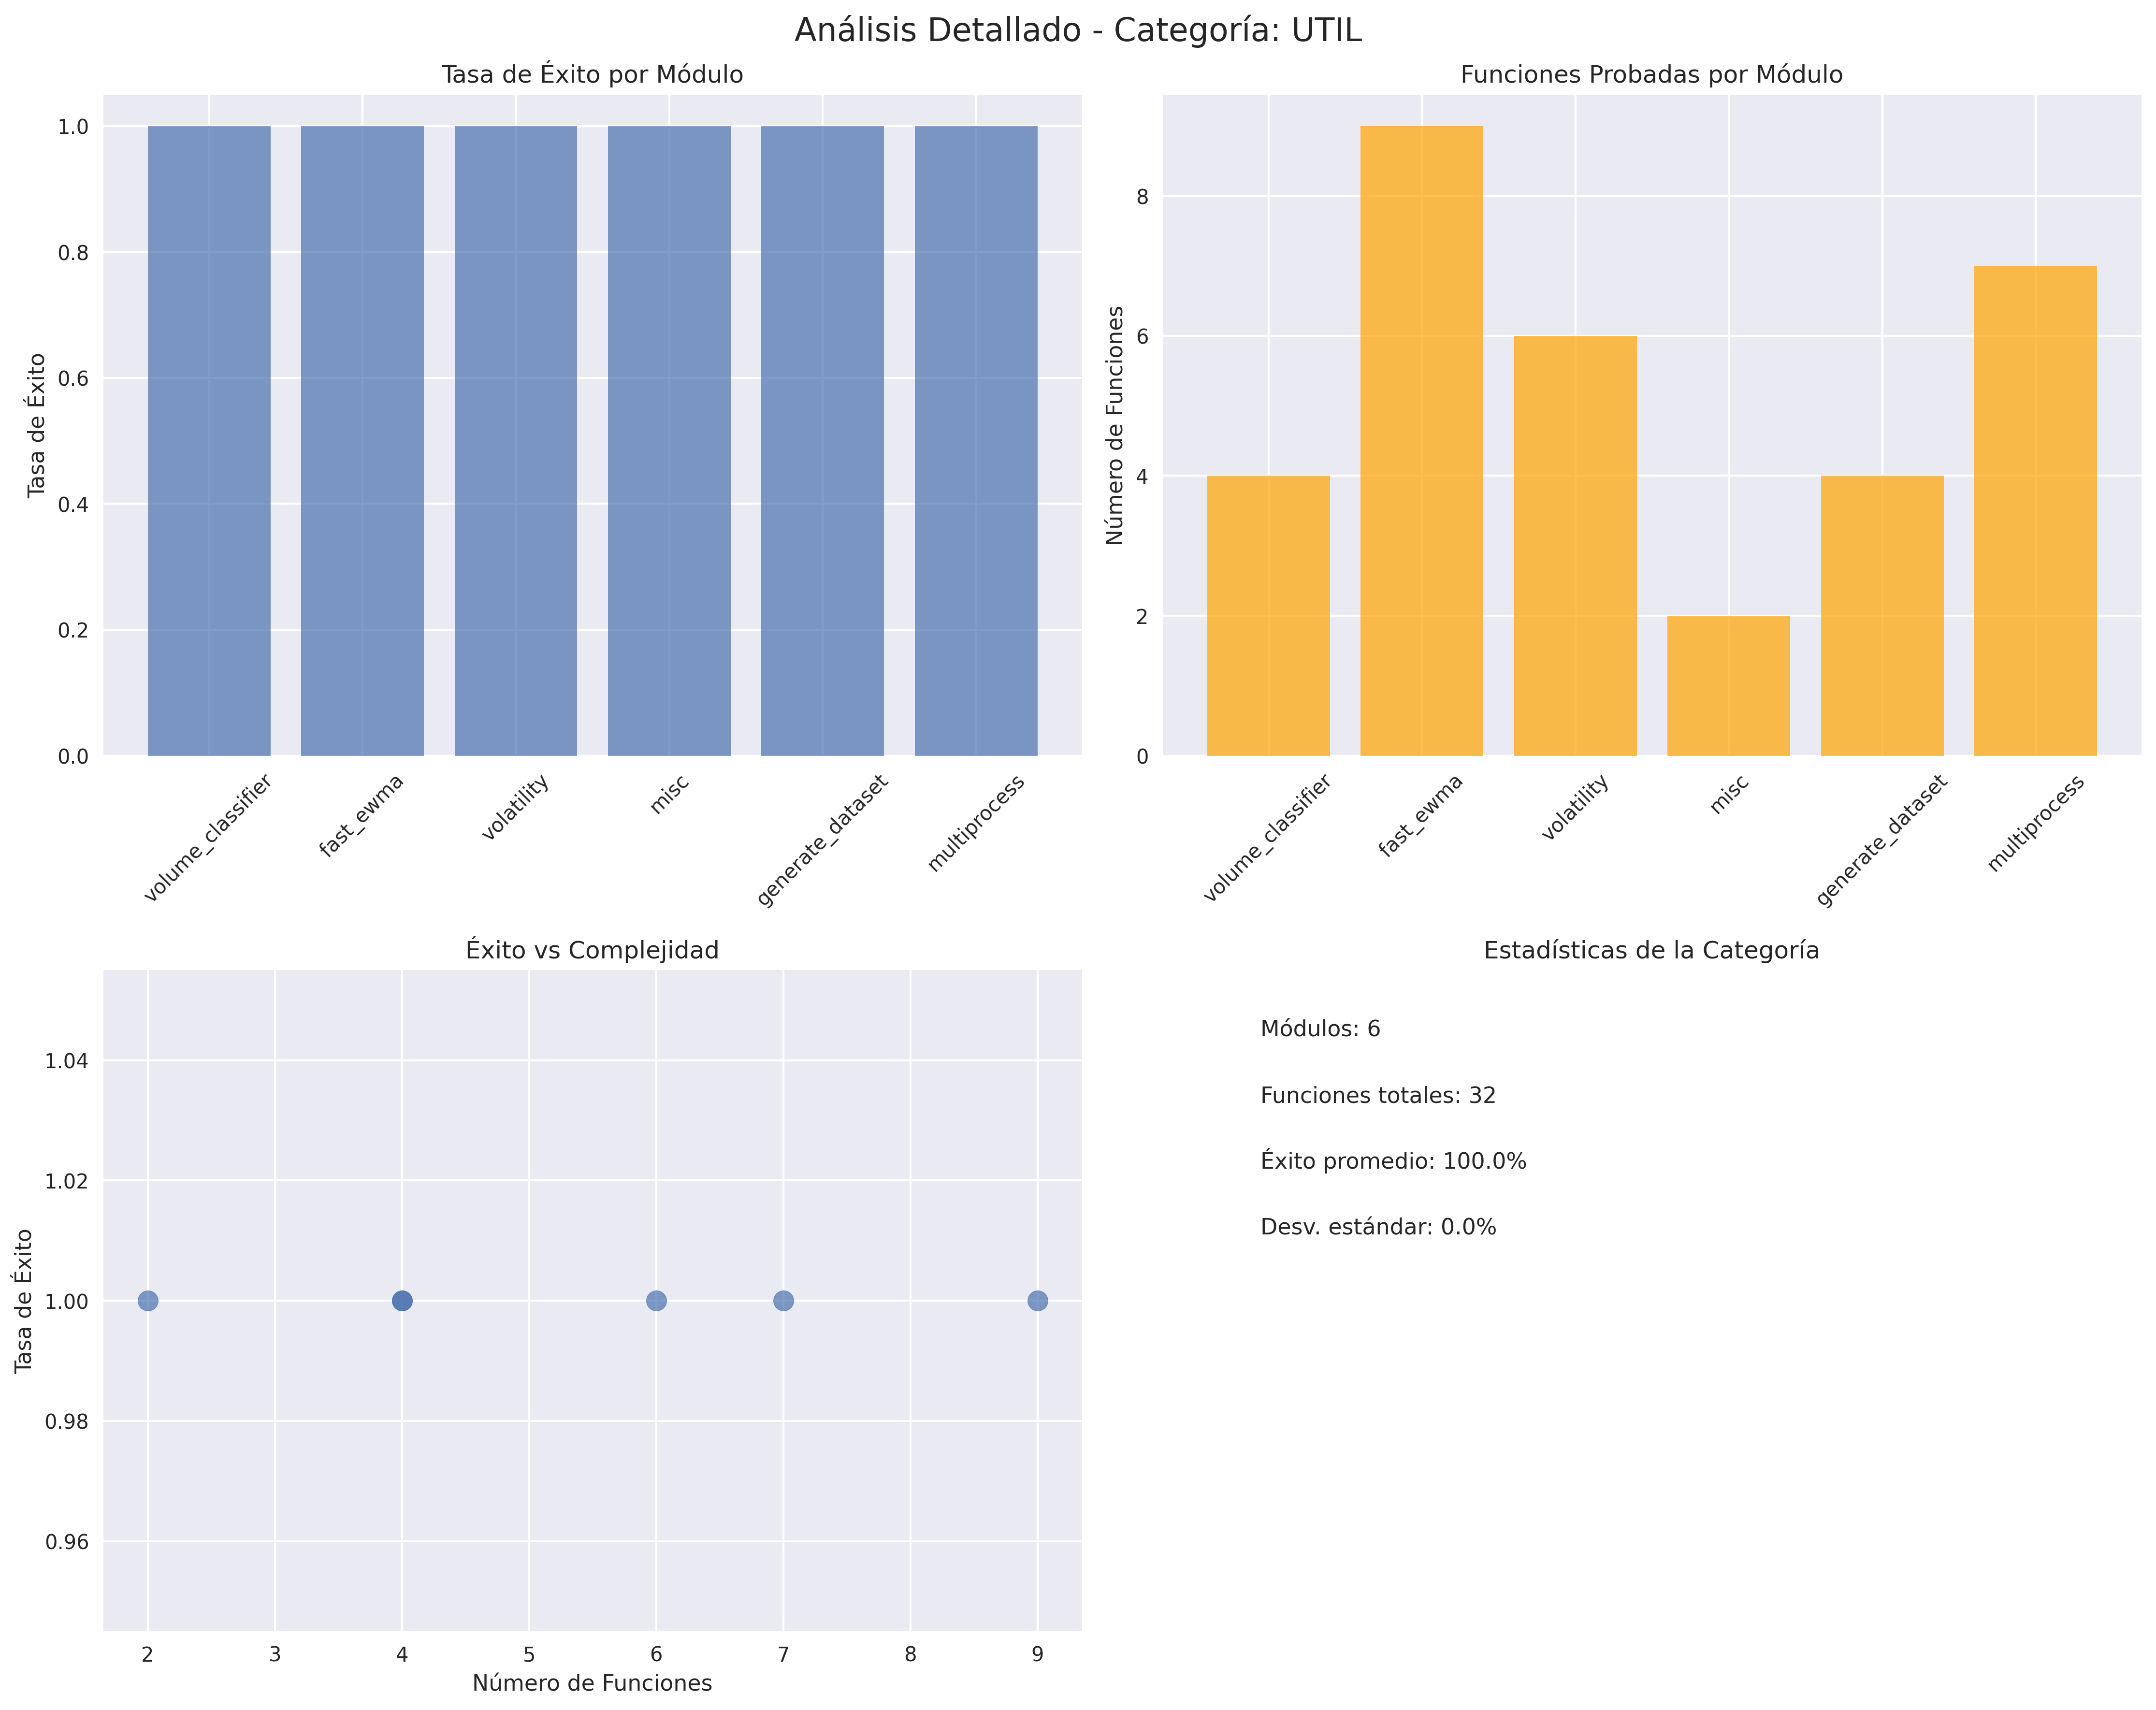 Análisis Detallado - Categoría: UTIL
Tasa de Éxito por Módulo
Tasa de Éxito
1.0
0.8
0.6
0.4
0.2
0.0
volume_classifier
fast_ewma
volatility
misc
generate_dataset
multiprocess
Funciones Probadas por Módulo
Número de Funciones
8
6
4
2
0
volume_classifier
fast_ewma
volatility
misc
generate_dataset
multiprocess
Éxito vs Complejidad
Tasa de Éxito
1.04
1.02
1.00
0.98
0.96
2
3
4
5
6
7
8
9
Número de Funciones
Estadísticas de la Categoría
Módulos: 6
Funciones totales: 32
Éxito promedio: 100.0%
Desv. estándar: 0.0%